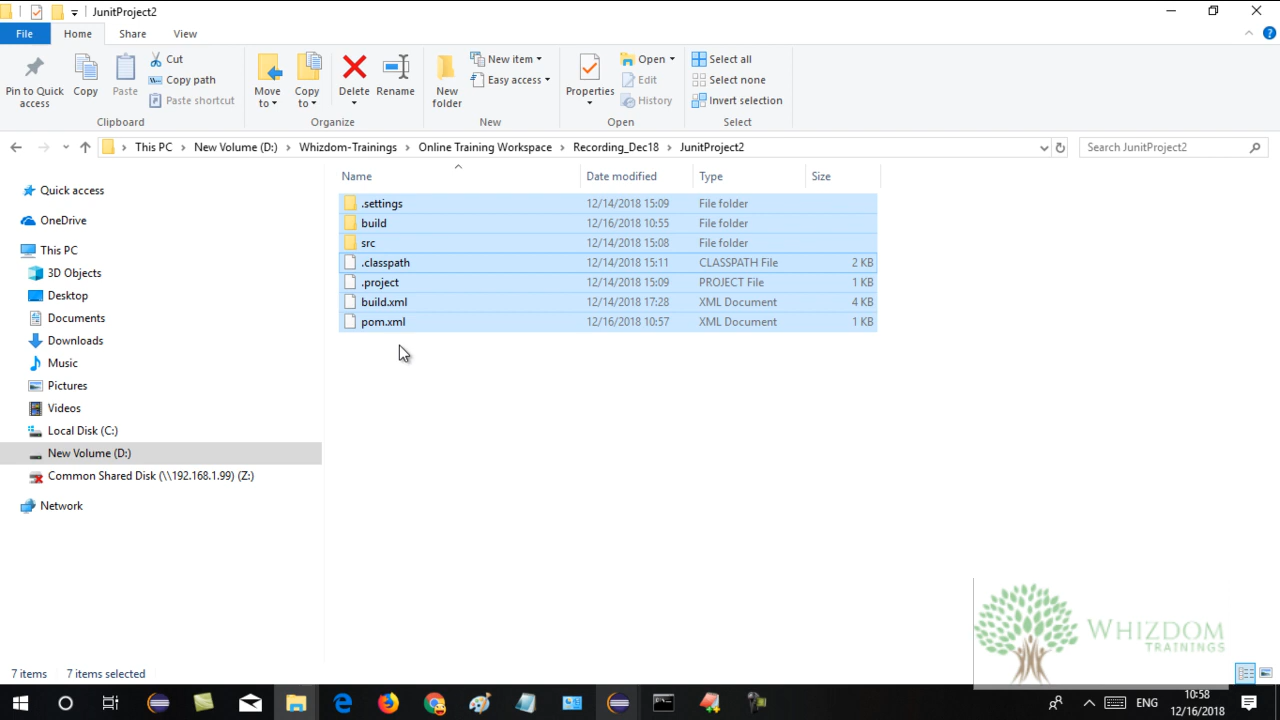 JunitProject2
File Home Share View
Pin to Quick access
Copy
Paste
Cut
Copy path
Paste shortcut
Clipboard
Move to
Copy to
Delete
Rename
Organize
New folder
New item
Easy access
New
Properties
Open
Edit
History
Open
Select all
Select none
Invert selection
Select
This PC New Volume (D:) Whizdom-Trainings Online Training Workspace Recording_Dec18 JunitProject2
Search JunitProject2
Quick access
OneDrive
This PC
3D Objects
Desktop
Documents
Downloads
Music
Pictures
Videos
Local Disk (C:)
New Volume (D:)
Common Shared Disk (\\192.168.1.99) (Z:)
Network
Name Date modified Type Size
.settings 12/14/2018 15:09 File folder
build 12/16/2018 10:55 File folder
src 12/14/2018 15:08 File folder
.classpath 12/14/2018 15:11 CLASSPATH File 2 KB
.project 12/14/2018 15:09 PROJECT File 1 KB
build.xml 12/14/2018 17:28 XML Document 4 KB
pom.xml 12/16/2018 10:57 XML Document 1 KB
WHIZDOM
TRAININGS
7 items 7 items selected
ENG
10:58
12/16/2018